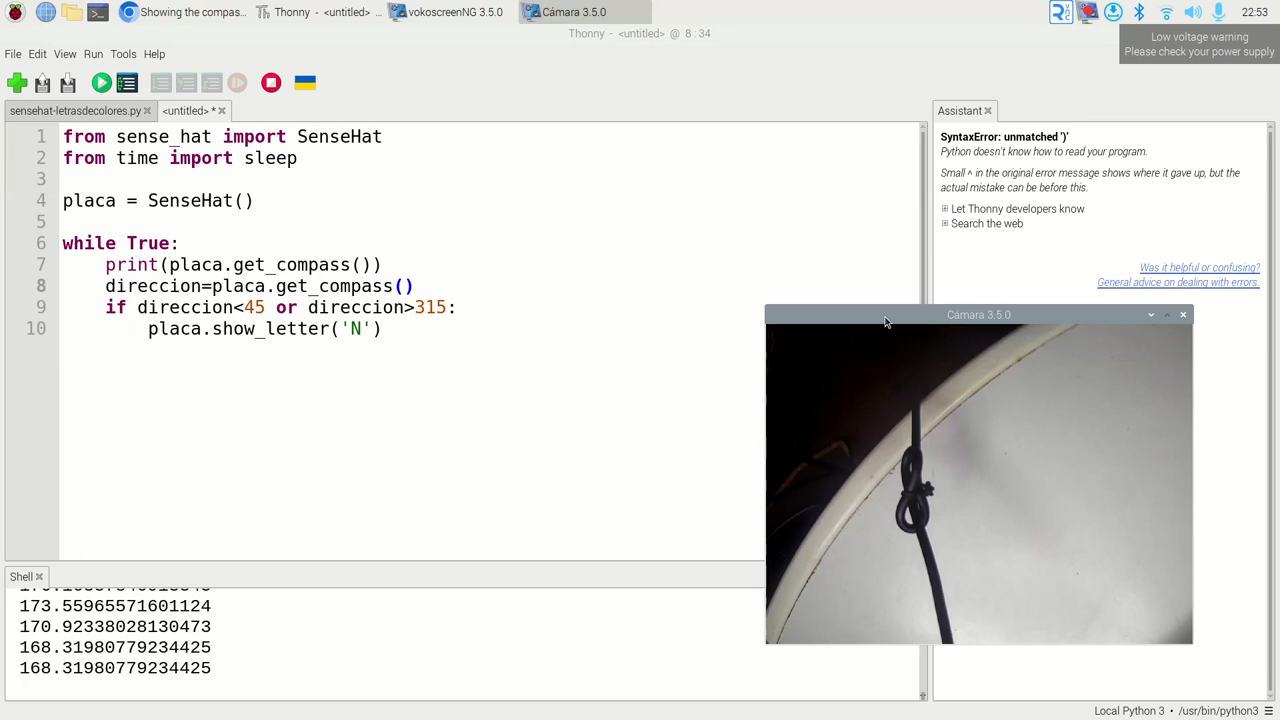 Showing the compas...
Thonny - <untitled> ...
vokoscreenNG 3.5.0
Cámara 3.5.0
22:53
Thonny - <untitled> @ 8:34
Low voltage warning
Please check your power supply
File Edit View Run Tools Help
sensehat-letrasdecolores.py
<untitled> *
Assistant
1 from sense_hat import SenseHat
2 from time import sleep
3
4 placa = SenseHat()
5
6 while True:
7 print(placa.get_compass())
8 direccion=placa.get_compass()
9 if direccion<45 or direccion>315:
10 placa.show_letter('N')
SyntaxError: unmatched ')'
Python doesn't know how to read your program.
Small ^ in the original error message shows where it gave up, but the
actual mistake can be before this.
Let Thonny developers know
Search the web
Was it helpful or confusing?
General advice on dealing with errors.
Cámara 3.5.0
Shell
173.55965571601124
170.92338028130473
168.31980779234425
168.31980779234425
Local Python 3 • /usr/bin/python3